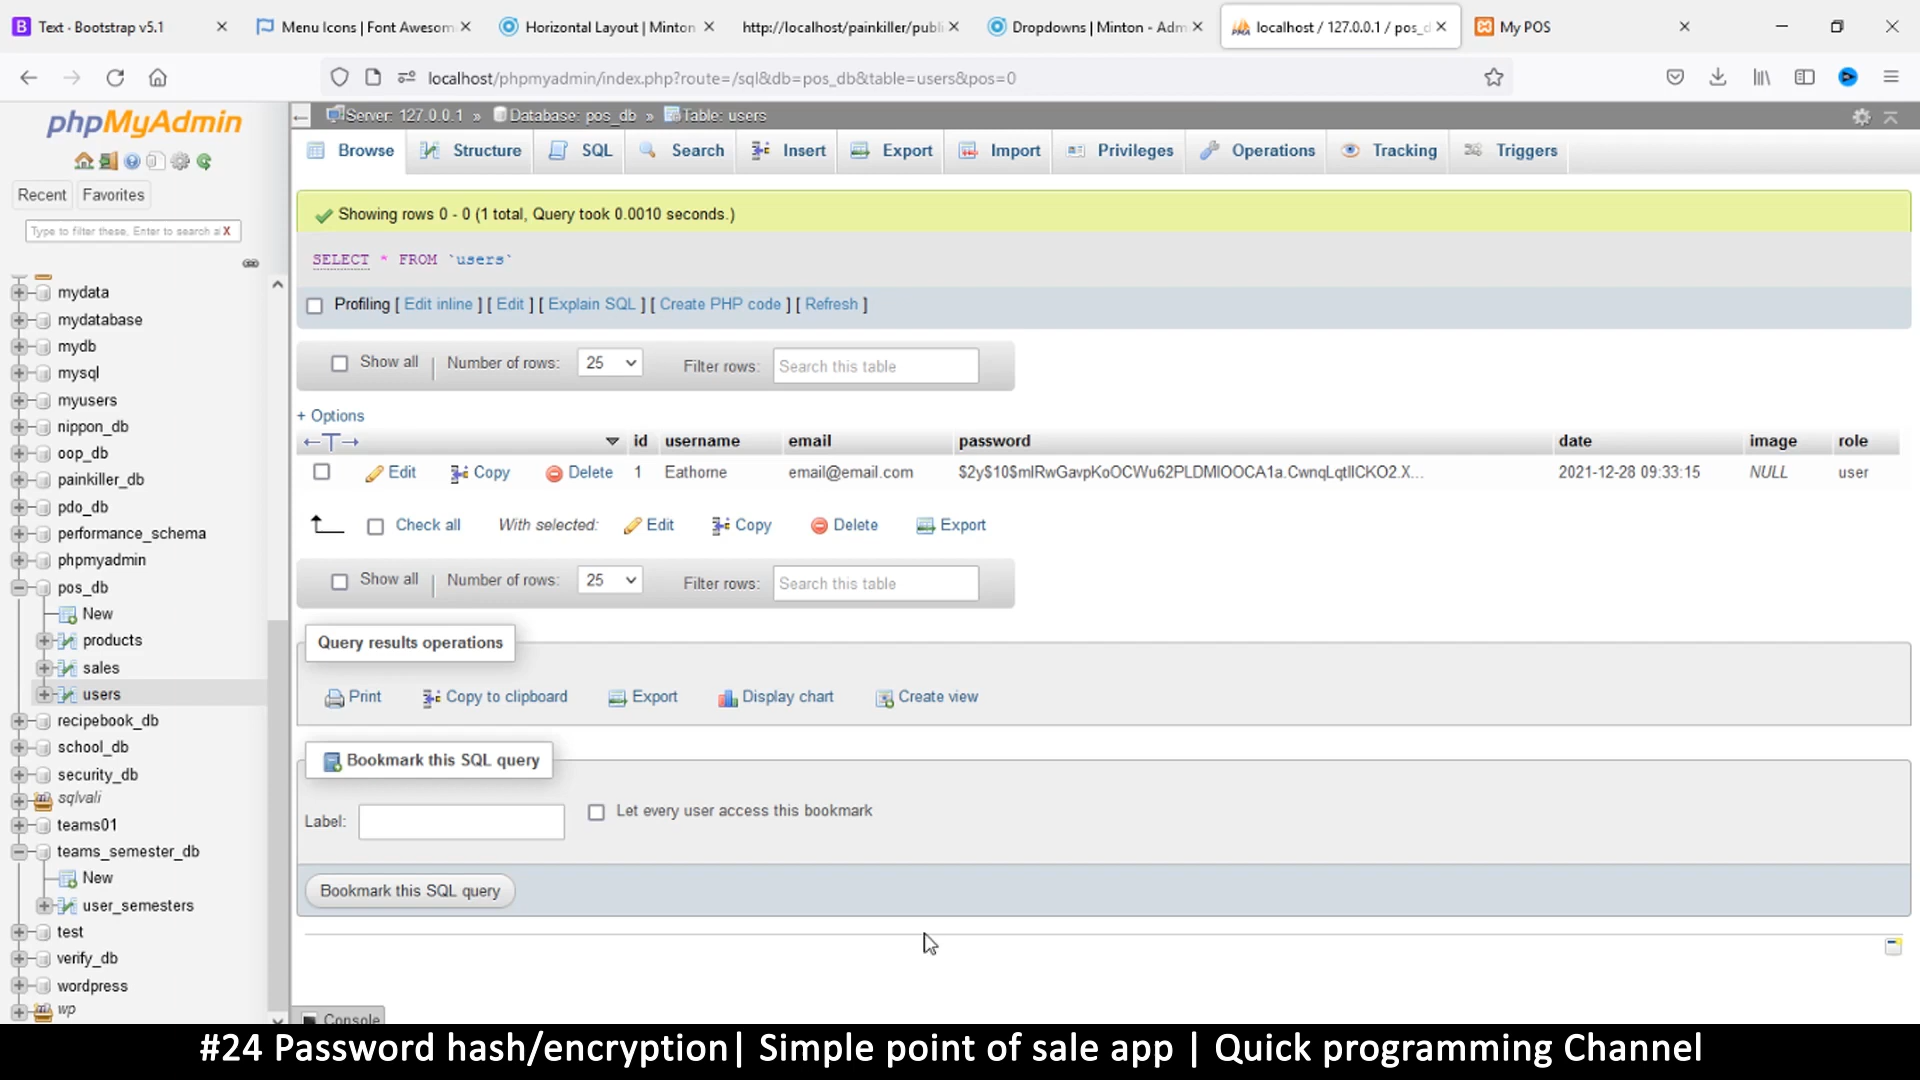 Text - Bootstrap v5.1
Menu Icons | Font Awesom
Horizontal Layout | Minton
http://localhost/painkiller/publi
Dropdowns | Minton - Adm
localhost / 127.0.0.1 / pos_d
My POS
localhost/phpmyadmin/index.php?route=/sql&db=pos_db&table=users&pos=0
phpMyAdmin
Recent
Favorites
Type to filter these, Enter to search al
X
mydata
mydatabase
mydb
mysql
myusers
nippon_db
oop_db
painkiller_db
pdo_db
performance_schema
phpmyadmin
pos_db
New
products
sales
users
recipebook_db
school_db
security_db
sqlvali
teams01
teams_semester_db
New
user_semesters
test
verify_db
wordpress
wp
Server: 127.0.0.1 » Database: pos_db » Table: users
Browse
Structure
SQL
Search
Insert
Export
Import
Privileges
Operations
Tracking
Triggers
Showing rows 0 - 0 (1 total, Query took 0.0010 seconds.)
SELECT * FROM `users`
Profiling [ Edit inline ] [ Edit ] [ Explain SQL ] [ Create PHP code ] [ Refresh ]
Show all | Number of rows: 25 Filter rows: Search this table
+ Options
←T→ id username email password date image role
Edit Copy Delete 1 Eathorne email@email.com 2021-12-28 09:33:15 NULL user
Check all With selected: Edit Copy Delete Export
Show all | Number of rows: 25 Filter rows: Search this table
Query results operations
Print Copy to clipboard Export Display chart Create view
Bookmark this SQL query
Label:
Let every user access this bookmark
Bookmark this SQL query
Console
#24 Password hash/encryption| Simple point of sale app | Quick programming Channel